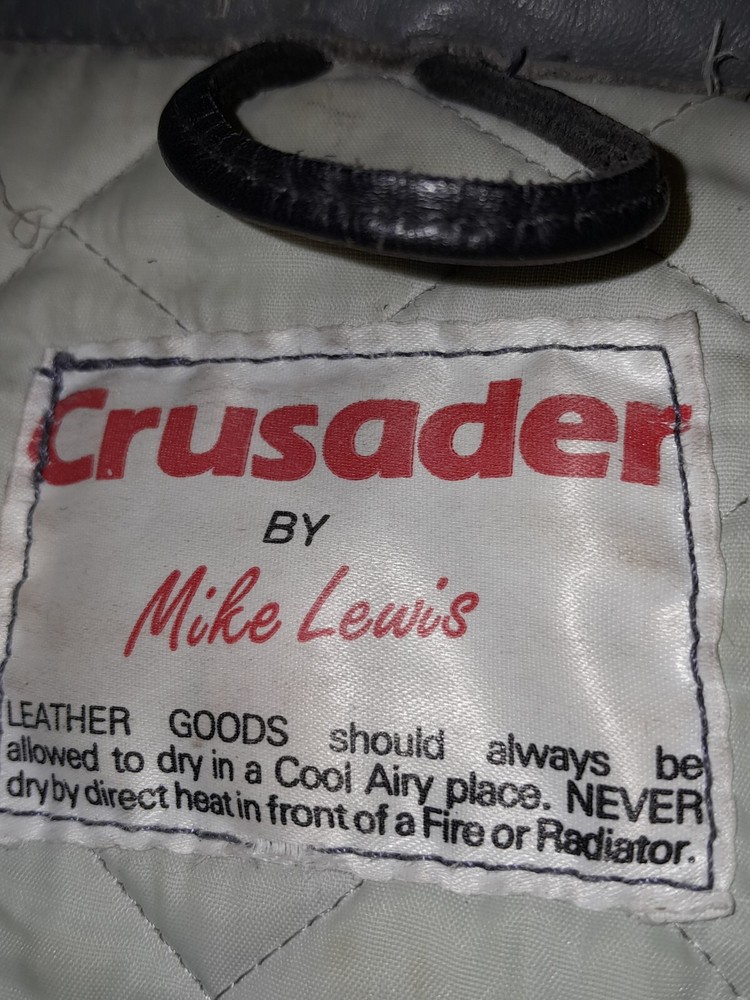 Crusader
BY
Mike Lewis
LEATHER GOODS should always be
allowed to dry in a Cool Airy place. NEVER
dry by direct heat in front of a Fire or Radiator.